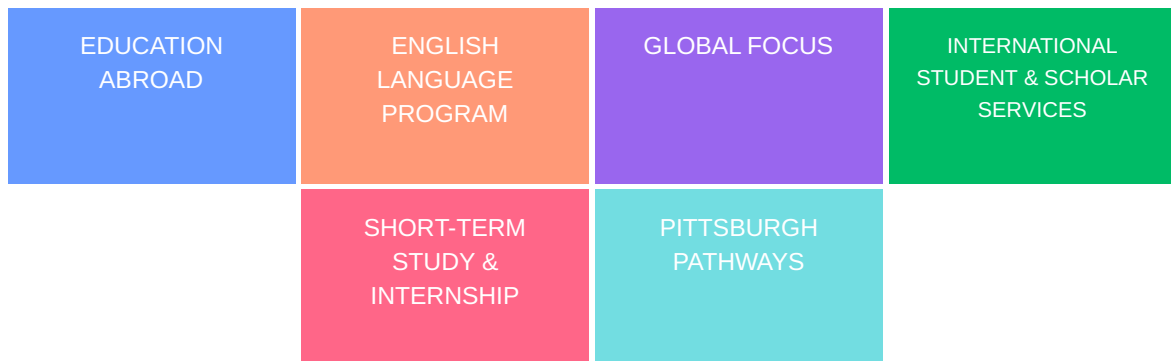 EDUCATION
ABROAD
ENGLISH
LANGUAGE
PROGRAM
GLOBAL FOCUS
INTERNATIONAL
STUDENT & SCHOLAR
SERVICES
SHORT-TERM
STUDY &
INTERNSHIP
PITTSBURGH
PATHWAYS